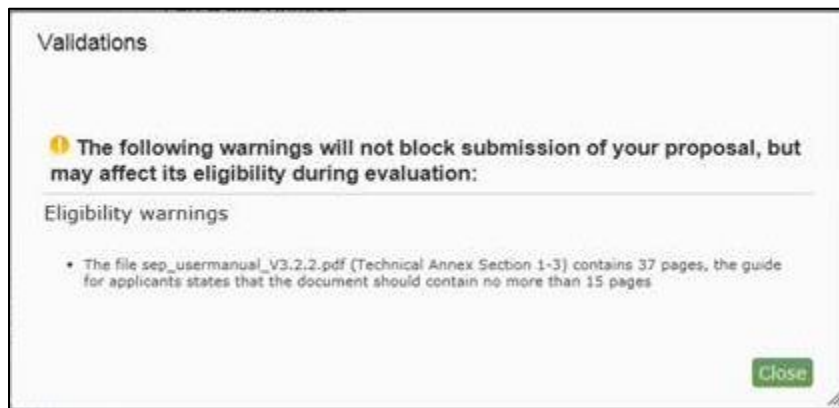 Validations
The following warnings will not block submission of your proposal, but
may affect its eligibility during evaluation:
Eligibility warnings
• The file sep_usermanual_V3.2.2.pdf (Technical Annex Section 1-3) contains 37 pages, the guide
for applicants states that the document should contain no more than 15 pages
Close